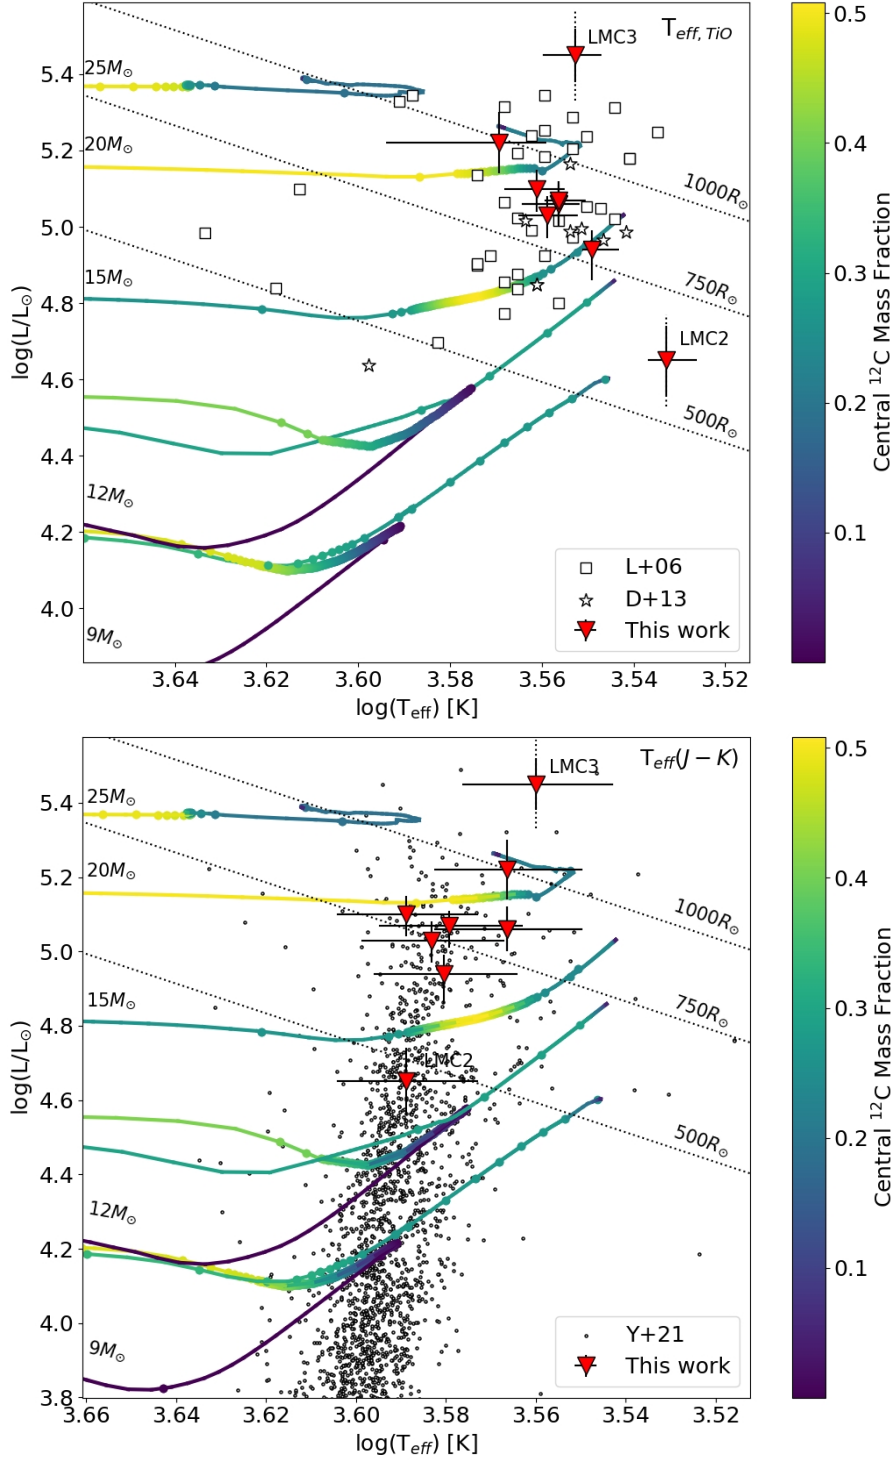 T_eff,TiO
LMC3
5.4
25M⊙
5.2
20M⊙
1000R⊙
5.0
15M⊙
750R⊙
4.8
LMC2
4.6
500R⊙
4.4
12M⊙
4.2
4.0
9M⊙
log(L/L⊙)
L+06
D+13
This work
3.64 3.62 3.60 3.58 3.56 3.54 3.52
log(T_eff) [K]
0.5
0.4
0.3
0.2
0.1
Central ¹²C Mass Fraction
T_eff(J − K)
LMC3
5.4
25M⊙
5.2
20M⊙
1000R⊙
5.0
15M⊙
750R⊙
4.8
LMC2
4.6
500R⊙
4.4
12M⊙
4.2
4.0
9M⊙
3.8
log(L/L⊙)
Y+21
This work
3.66 3.64 3.62 3.60 3.58 3.56 3.54 3.52
log(T_eff) [K]
0.5
0.4
0.3
0.2
0.1
Central ¹²C Mass Fraction